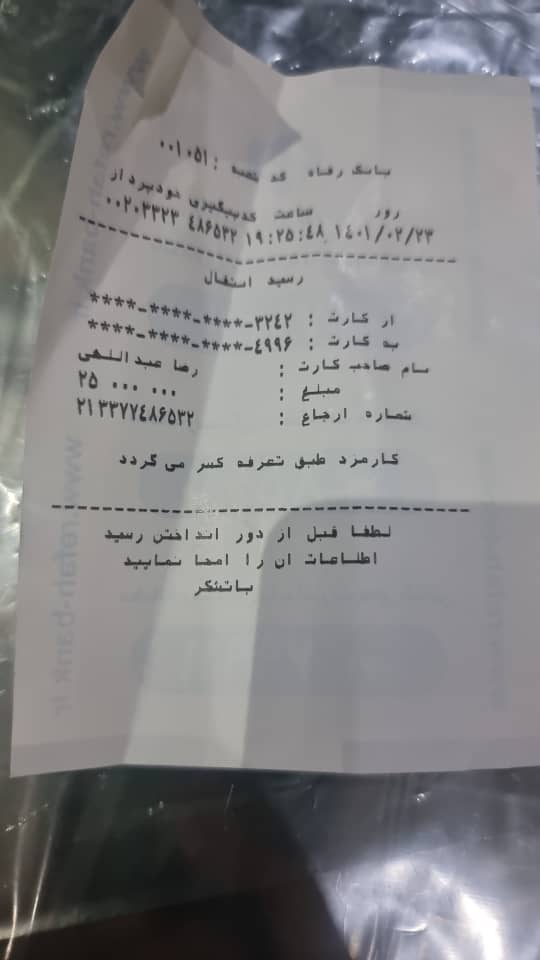 بانک رفاه کد شعبه : ۰۰۱۰۵۱
روز ساعت کدپیگیری خودپرداز
۱۴۰۱/۰۲/۲۳ ۱۹:۲۵:۴۸ ۴۸۶۵۳۲ ۰۰۲۰۳۳۲۳
رسید انتقال
از کارت : ۳۲۴۲-****-****-****
به کارت : ۴۹۹۶-****-****-****
نام صاحب کارت : رضا عبداللهی
مبلغ : ۲۵ ۰۰۰ ۰۰۰
شماره ارجاع : ۲۱۳۳۷۷۴۸۶۵۳۲
کارمزد طبق تعرفه کسر می گردد
لطفا قبل از دور انداختن رسید
اطلاعات ان را امحا نمایید
باتشکر
www.refah-bank.ir